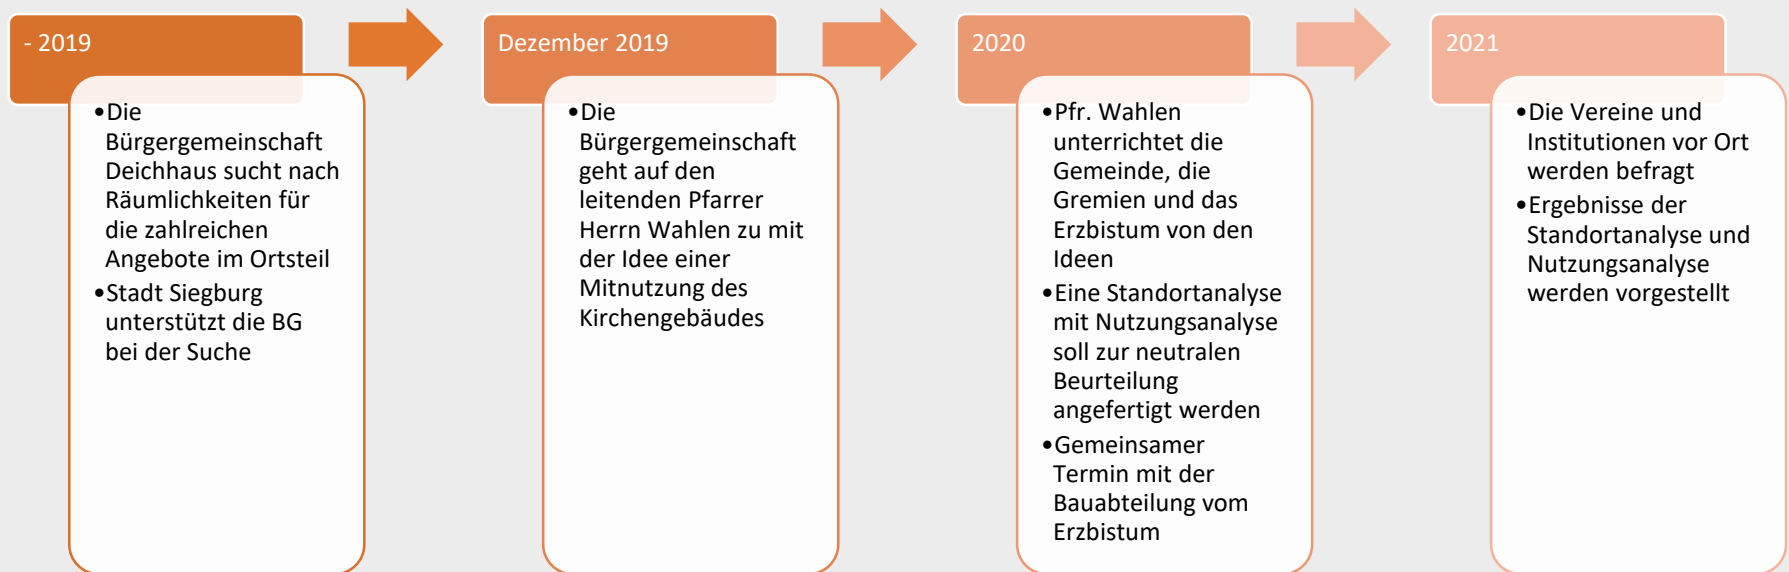 - 2019
•Die
Bürgergemeinschaft
Deichhaus sucht nach
Räumlichkeiten für
die zahlreichen
Angebote im Ortsteil
•Stadt Siegburg
unterstützt die BG
bei der Suche
Dezember 2019
•Die
Bürgergemeinschaft
geht auf den
leitenden Pfarrer
Herrn Wahlen zu mit
der Idee einer
Mitnutzung des
Kirchengebäudes
2020
•Pfr. Wahlen
unterrichtet die
Gemeinde, die
Gremien und das
Erzbistum von den
Ideen
•Eine Standortanalyse
mit Nutzungsanalyse
soll zur neutralen
Beurteilung
angefertigt werden
•Gemeinsamer
Termin mit der
Bauabteilung vom
Erzbistum
2021
•Die Vereine und
Institutionen vor Ort
werden befragt
•Ergebnisse der
Standortanalyse und
Nutzungsanalyse
werden vorgestellt